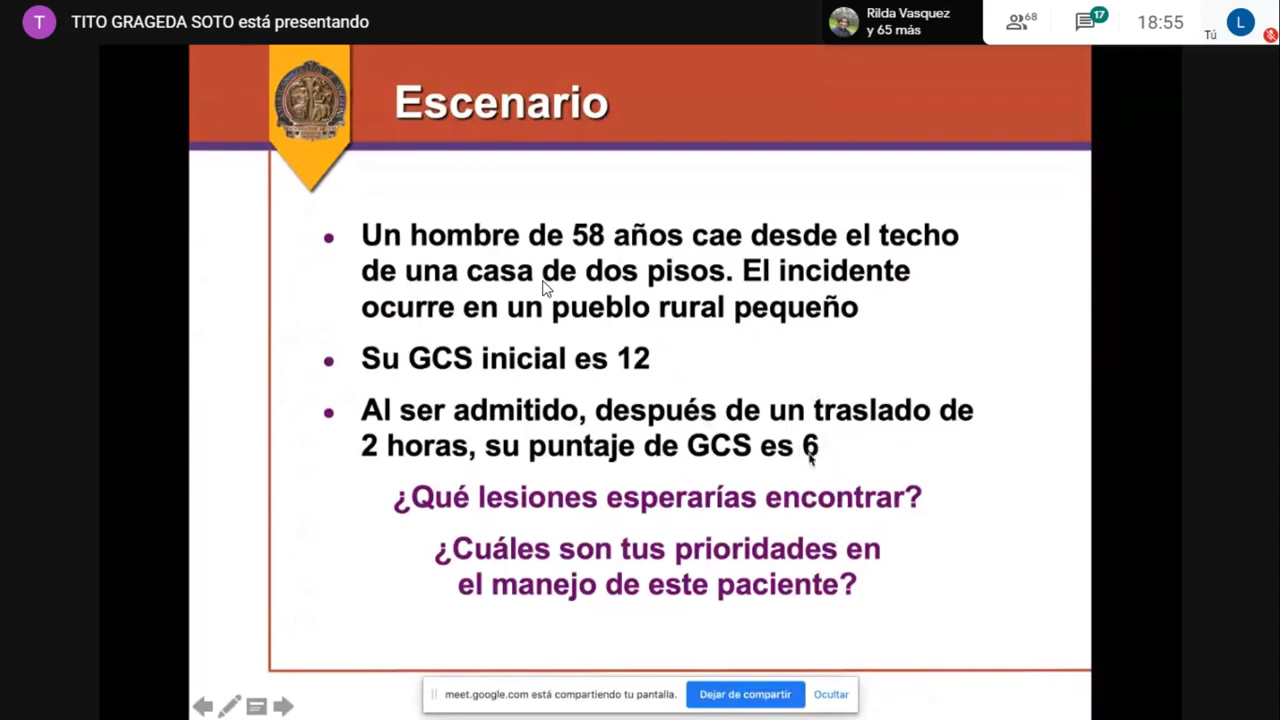 T
TITO GRAGEDA SOTO está presentando
Rilda Vasquez
y 65 más
68
17
18:55
Tú
L
Escenario
• Un hombre de 58 años cae desde el techo
de una casa de dos pisos. El incidente
ocurre en un pueblo rural pequeño
• Su GCS inicial es 12
• Al ser admitido, después de un traslado de
2 horas, su puntaje de GCS es 6
¿Qué lesiones esperarías encontrar?
¿Cuáles son tus prioridades en
el manejo de este paciente?
meet.google.com está compartiendo tu pantalla.
Dejar de compartir
Ocultar